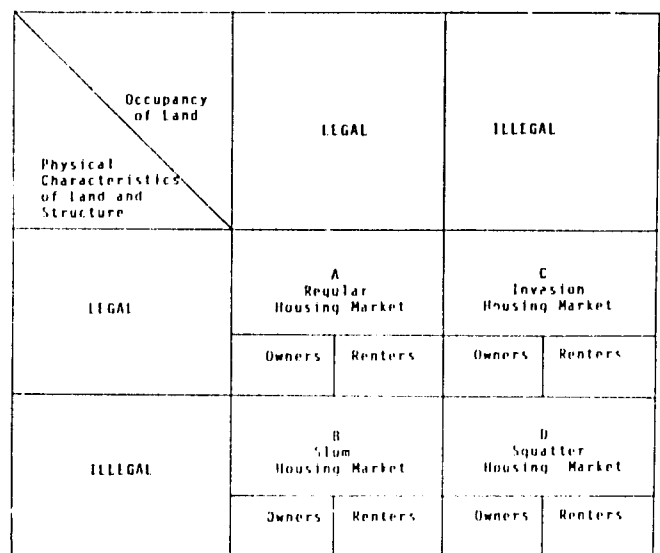 Occupancy
of Land
Physical
Characteristics
of Land and
Structure
LEGAL
ILLEGAL
LEGAL
A
Regular
Housing Market
Owners
Renters
C
Invasion
Housing Market
Owners
Renters
ILLEGAL
B
Slum
Housing Market
Owners
Renters
D
Squatter
Housing Market
Owners
Renters